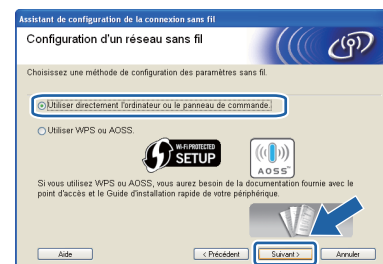 Assistant de configuration de la connexion sans fil
Configuration d'un réseau sans fil
Choisissez une méthode de configuration des paramètres sans fil.
Utiliser directement l'ordinateur ou le panneau de commande.
Utiliser WPS ou AOSS.
WI-FI PROTECTED
SETUP
AOSS
Si vous utilisez WPS ou AOSS, vous aurez besoin de la documentation fournie avec le
point d'accès et le Guide d'installation rapide de votre périphérique.
Aide
< Précédent
Suivant >
Annuler